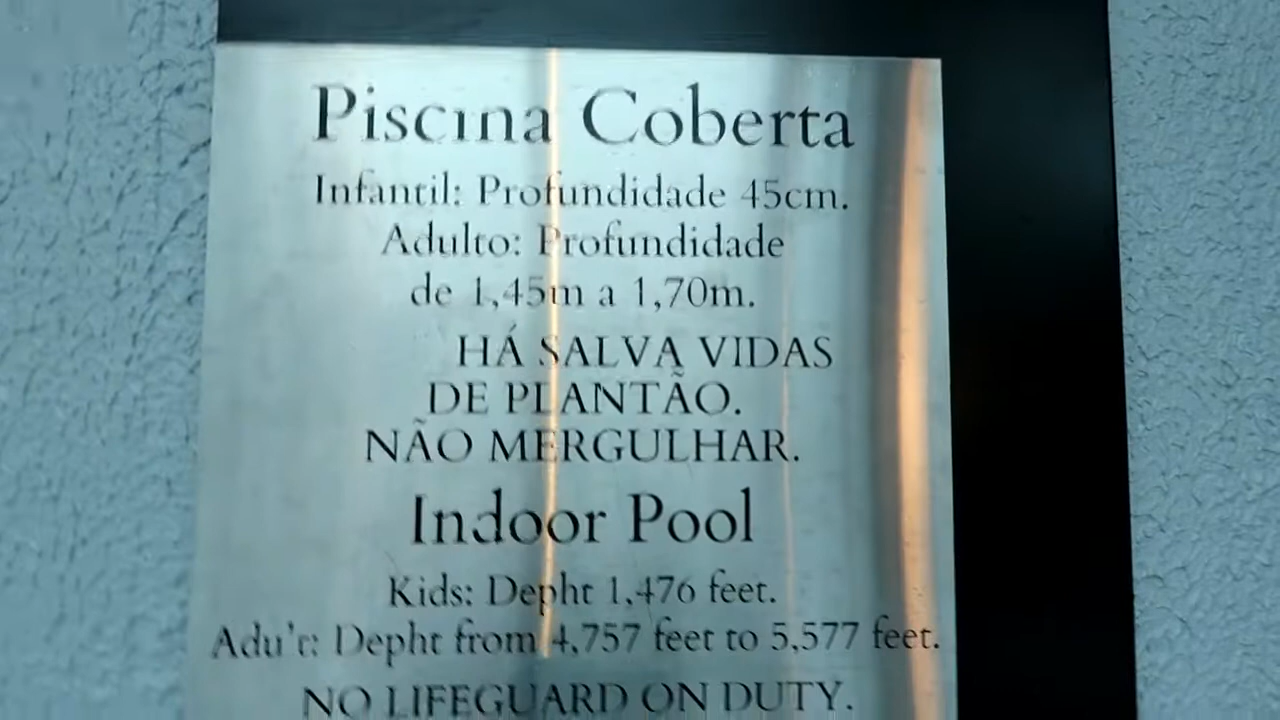 Piscina Coberta
Infantil: Profundidade 45cm.
Adulto: Profundidade
de 1,45m a 1,70m.
HÁ SALVA VIDAS
DE PLANTÃO.
NÃO MERGULHAR.
Indoor Pool
Kids: Depht 1,476 feet.
Adu't: Depht from 4,757 feet to 5,577 feet.
NO LIFEGUARD ON DUTY.